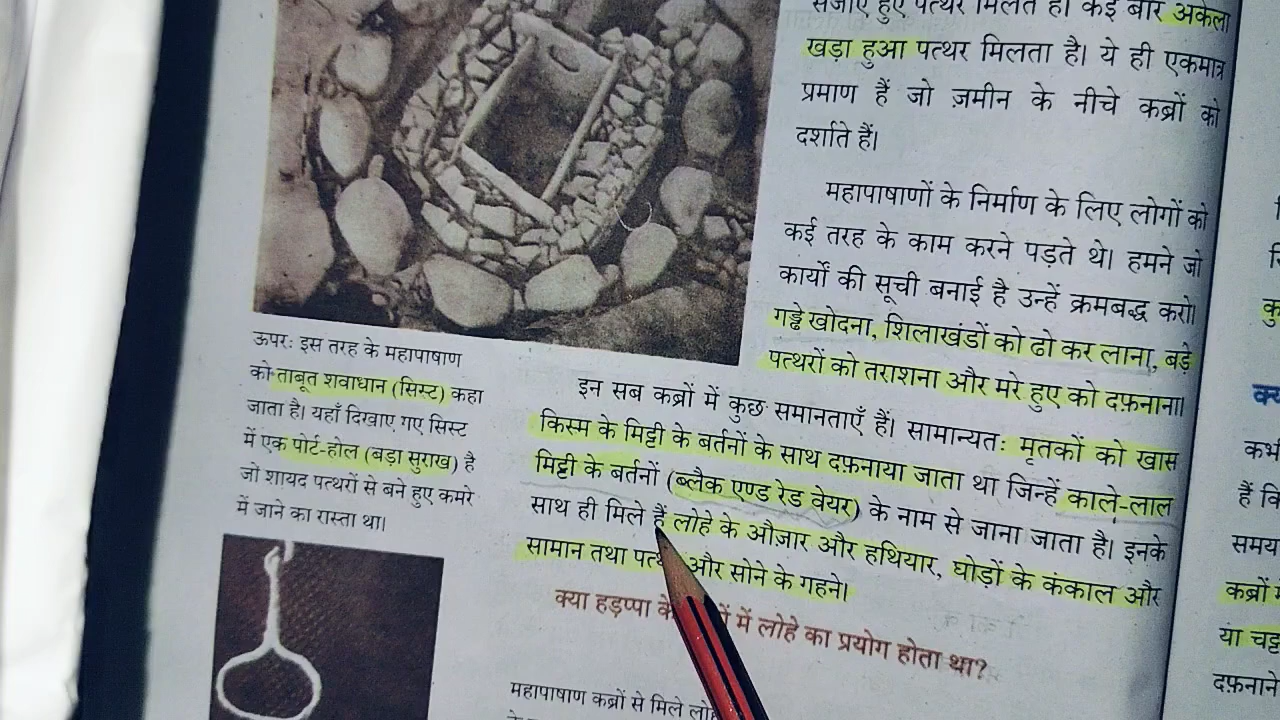 सजाए हुए पत्थर मिलते हैं। कई बार अकेला
खड़ा हुआ पत्थर मिलता है। ये ही एकमात्र
प्रमाण हैं जो ज़मीन के नीचे कब्रों को
दर्शाते हैं।
महापाषाणों के निर्माण के लिए लोगों को
कई तरह के काम करने पड़ते थे। हमने जो
कार्यों की सूची बनाई है उन्हें क्रमबद्ध करो।
गड्ढे खोदना, शिलाखंडों को ढो कर लाना, बड़े
पत्थरों को तराशना और मरे हुए को दफ़नाना।
ऊपर: इस तरह के महापाषाण
को ताबूत शवाधान (सिस्ट) कहा
जाता है। यहाँ दिखाए गए सिस्ट
में एक पोर्ट-होल (बड़ा सुराख) है
जो शायद पत्थरों से बने हुए कमरे
में जाने का रास्ता था।
इन सब कब्रों में कुछ समानताएँ हैं। सामान्यत: मृतकों को खास
किस्म के मिट्टी के बर्तनों के साथ दफ़नाया जाता था जिन्हें काले-लाल
मिट्टी के बर्तनों (ब्लैक एण्ड रेड वेयर) के नाम से जाना जाता है। इनके
साथ ही मिले हैं लोहे के औज़ार और हथियार, घोड़ों के कंकाल और
सामान तथा और सोने के गहने।
क्या हड़प्पा में लोहे का प्रयोग होता था?
महापाषाण कब्रों से मिले
समय
कब्रों
दफ़नाने